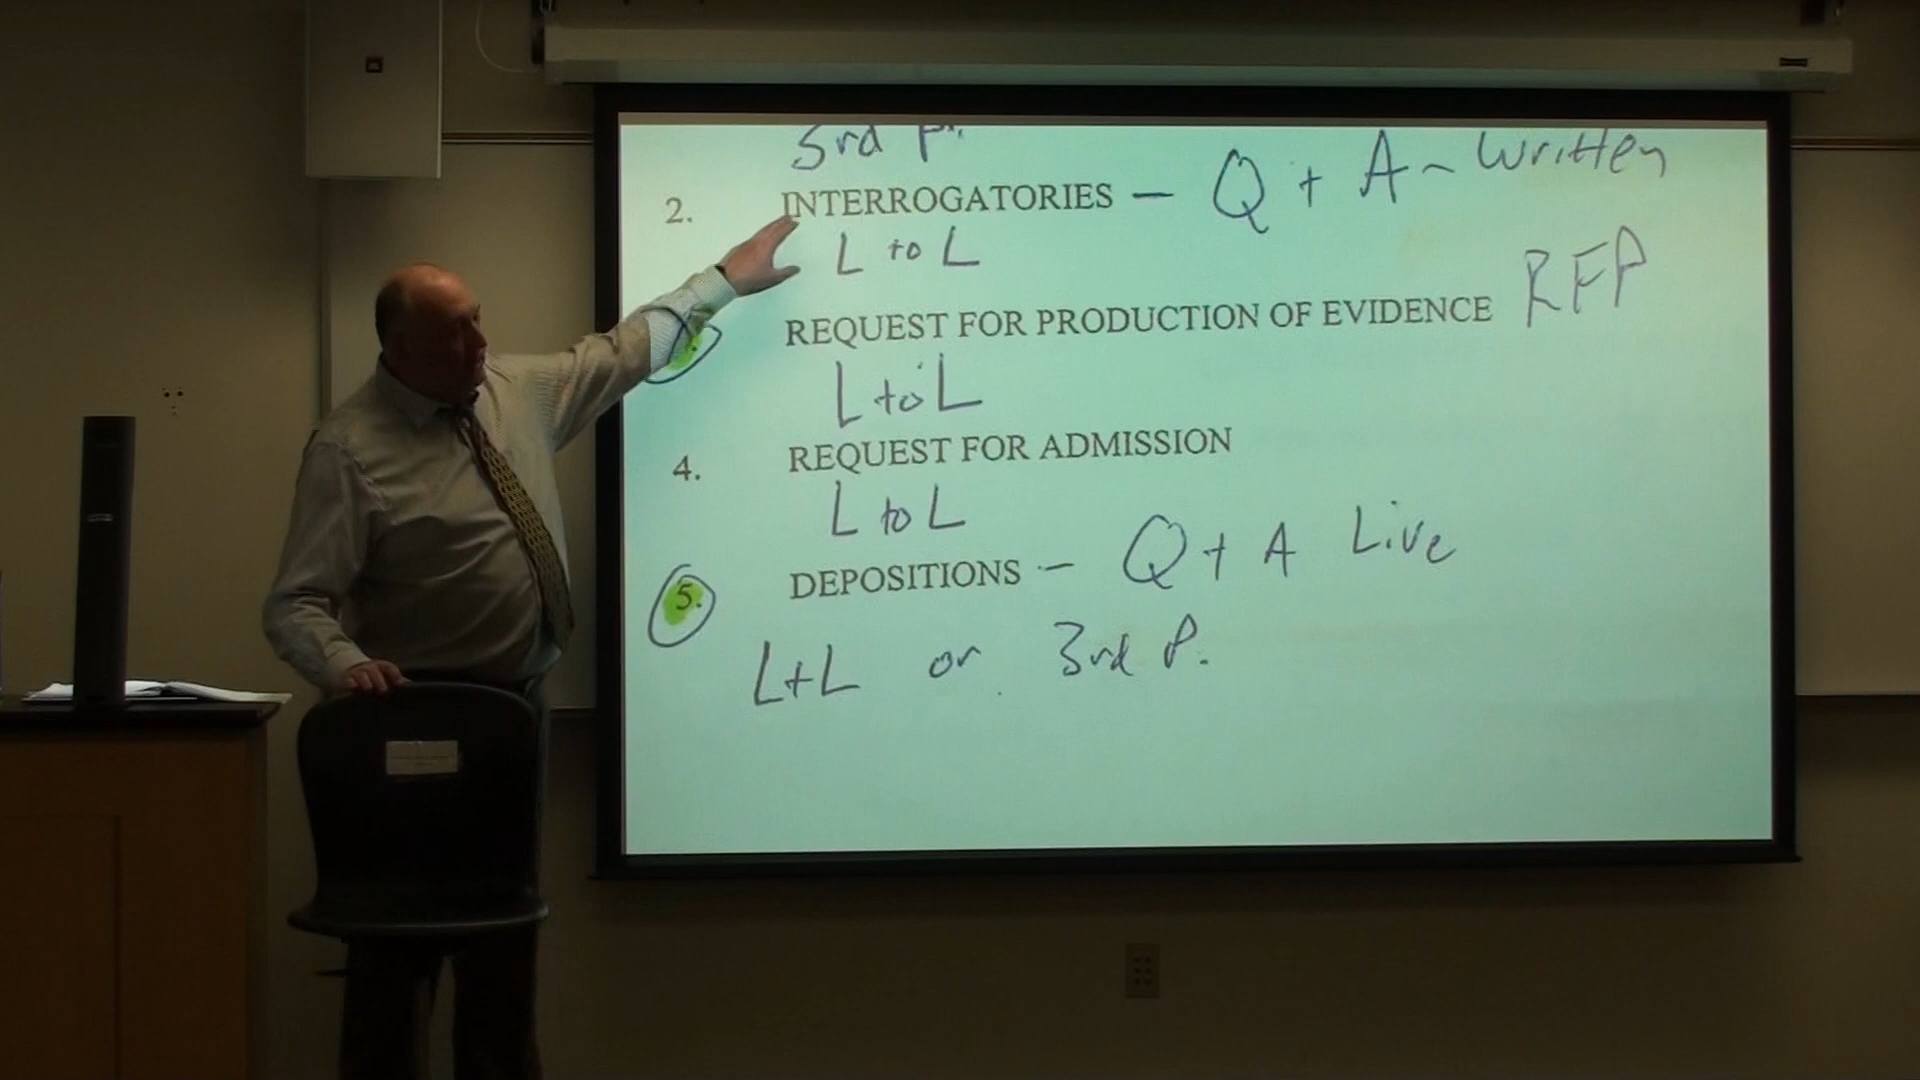 3rd P.
2. INTERROGATORIES — Q + A ~ Written
L to L
REQUEST FOR PRODUCTION OF EVIDENCE RFP
L to L
4. REQUEST FOR ADMISSION
L to L
5. DEPOSITIONS — Q + A Live
L+L or 3rd P.